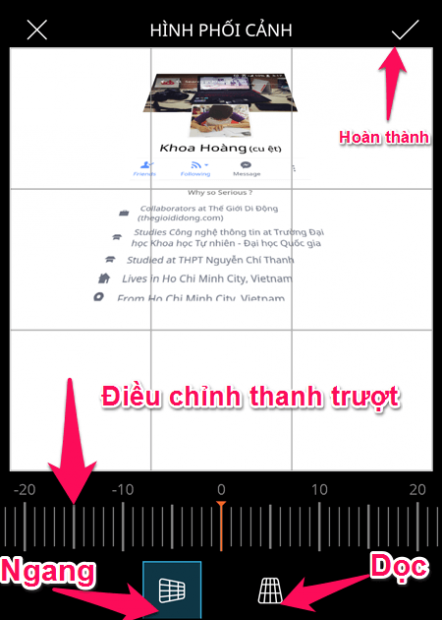 HÌNH PHỐI CẢNH
Hoàn thành
Khoa Hoàng (cu ệt)
Friends Following Message
Why so Serious ?
Collaborators at Thế Giới Di Động
(thegioididong.com)
Studies Công nghệ thông tin at Trường Đại
học Khoa học Tự nhiên - Đại học Quốc gia
Studied at THPT Nguyễn Chí Thanh
Lives in Ho Chi Minh City, Vietnam
From Ho Chi Minh City, Vietnam
Điều chỉnh thanh trượt
-20 -10 0 10 20
Ngang
Dọc